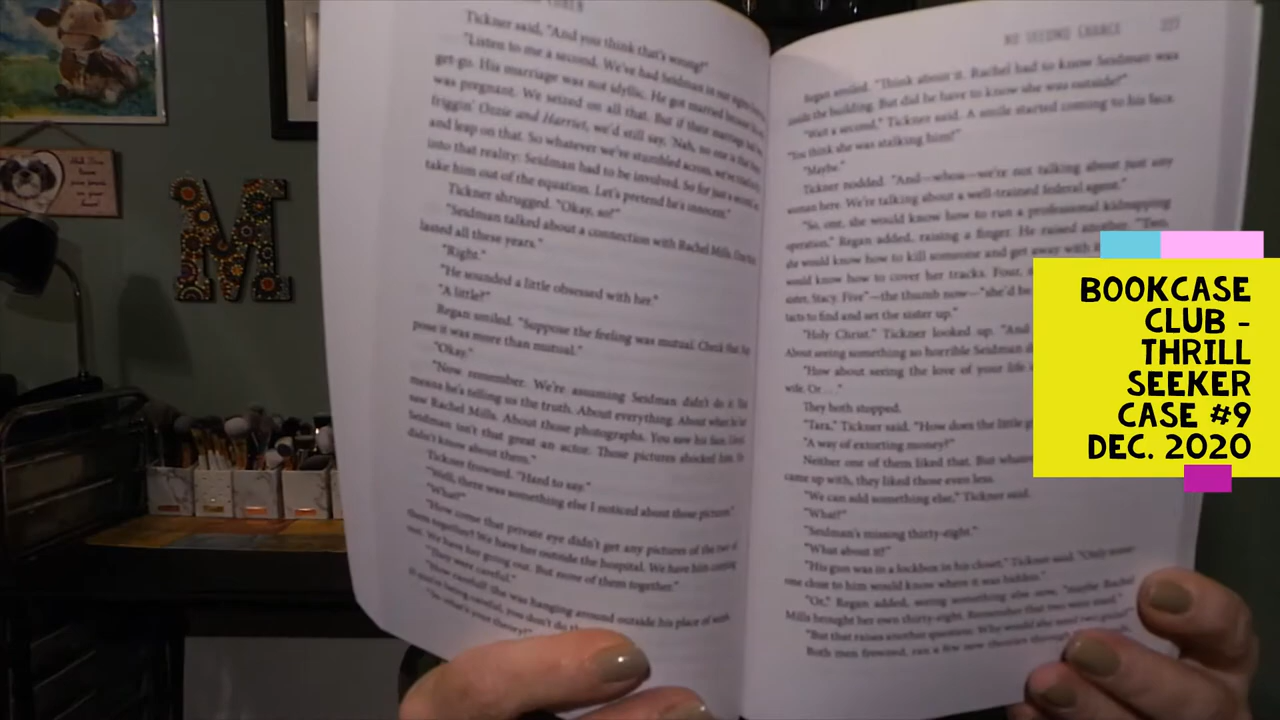 COBEN
Tickner said, "And you think that's wrong?"
"Listen to me a second. We've had Seidman in our sights
get-go. His marriage was not idyllic. He got married because
was pregnant. We seized on all that. But if their marriage had
friggin' Ozzie and Harriet, we'd still say, 'Nah, no one is that
and leap on that. So whatever we've stumbled across, we've
into that reality: Seidman had to be involved. So for just a second,
take him out of the equation. Let's pretend he's innocent."
Tickner shrugged. "Okay, so?"
"Seidman talked about a connection with Rachel Mills.
lasted all these years."
"Right."
"He sounded a little obsessed with her."
"A little?"
Regan smiled. "Suppose the feeling was mutual. Check that.
pose it was more than mutual."
"Okay."
"Now remember. We're assuming Seidman didn't do it.
means he's telling us the truth. About everything. About
saw Rachel Mills. About those photographs. You saw his face,
Seidman isn't that great an actor. Those pictures shocked him.
didn't know about them."
Tickner frowned. "Hard to say."
"Well, there was something else I noticed about those pictures."
"What?"
"How come that private eye didn't get any pictures of the two of
them together? We have her outside the hospital. We have him coming
out. We have her going out. But none of them together."
"They were careful."
"How careful? She was hanging around outside his place of work.
If you're being careful, you don't do
"So what's your theory?"
NO SECOND CHANCE
Regan smiled. "Think about it. Rachel had to know Seidman was
inside the building. But did he have to know she was outside?"
"Wait a second," Tickner said. A smile started coming to his face.
"You think she was stalking him?"
"Maybe."
Tickner nodded. "And—whoa—we're not talking about just any
woman here. We're talking about a well-trained federal agent."
"So, one, she would know how to run a professional kidnapping
operation," Regan added, raising a finger. He raised another. "Two,
she would know how to kill someone and get away with it.
would know how to cover her tracks. Four,
sister, Stacy. Five"—the thumb now—"she'd be
tacts to find and set the sister up."
"Holy Christ." Tickner looked up. "And
About seeing something so horrible Seidman
"How about seeing the love of your life
wife. Or . . ."
They both stopped.
"Tara," Tickner said. "How does the little
"A way of extorting money?"
Neither one of them liked that. But
came up with, they liked those even less.
"We can add something else," Tickner said.
"What?"
"Seidman's missing thirty-eight."
"What about it?"
"His gun was in a lockbox in his closet," Tickner said. "Only
one close to him would know where it was hidden."
"Or," Regan added, seeing something else now, "maybe Rachel
Mills brought her own thirty-eight. Remember that two were used."
"But that raises another question: Why would she need two guns?"
Both men frowned, ran a few new theories through
BOOKCASE
CLUB -
THRILL
SEEKER
CASE #9
DEC. 2020